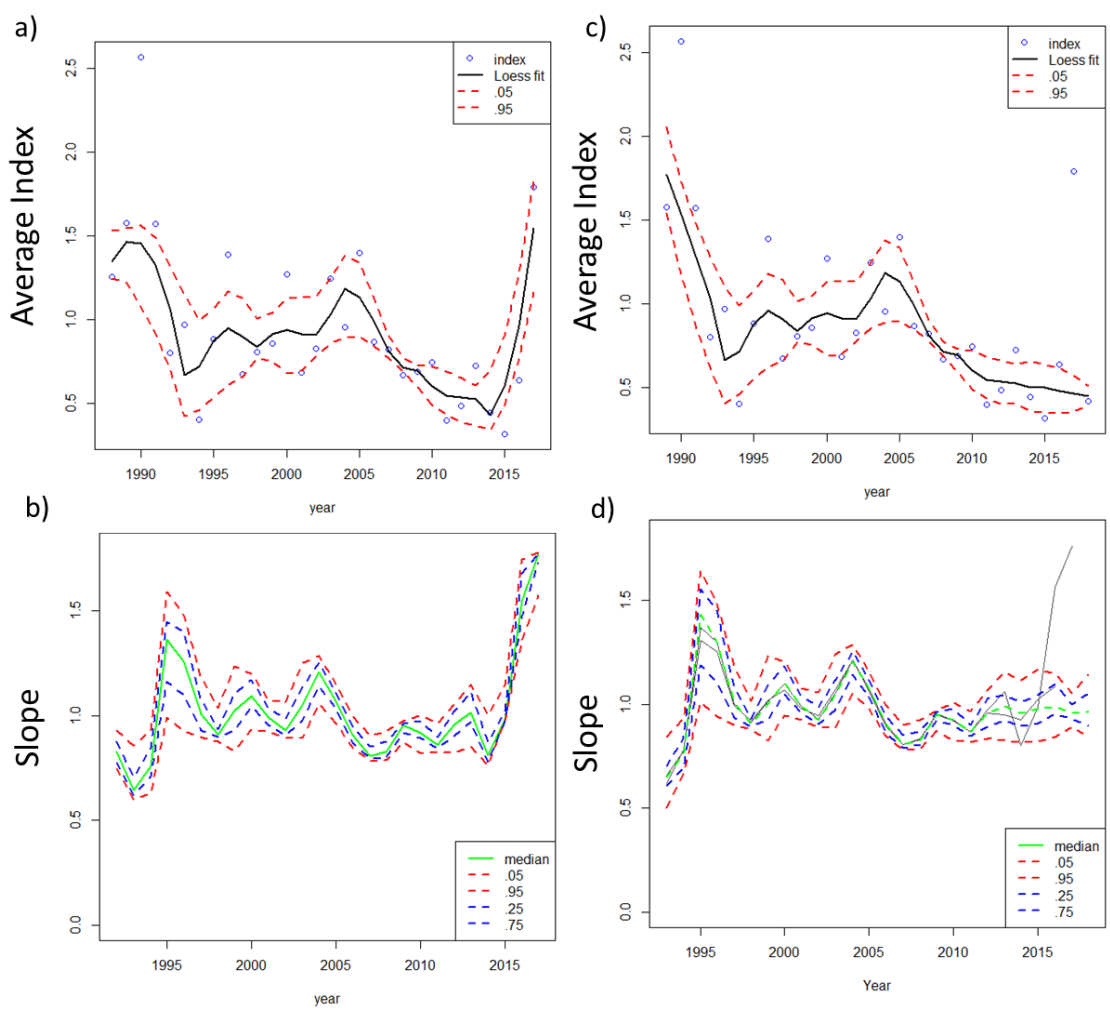 a)
Average Index
2.5
2.0
1.5
1.0
0.5
1990 1995 2000 2005 2010 2015
year
index
Loess fit
.05
.95
c)
Average Index
2.5
2.0
1.5
1.0
0.5
1990 1995 2000 2005 2010 2015
year
index
Loess fit
.05
.95
b)
Slope
1.5
1.0
0.5
0.0
1995 2000 2005 2010 2015
year
median
.05
.95
.25
.75
d)
Slope
1.5
1.0
0.5
0.0
1995 2000 2005 2010 2015
Year
median
.05
.95
.25
.75